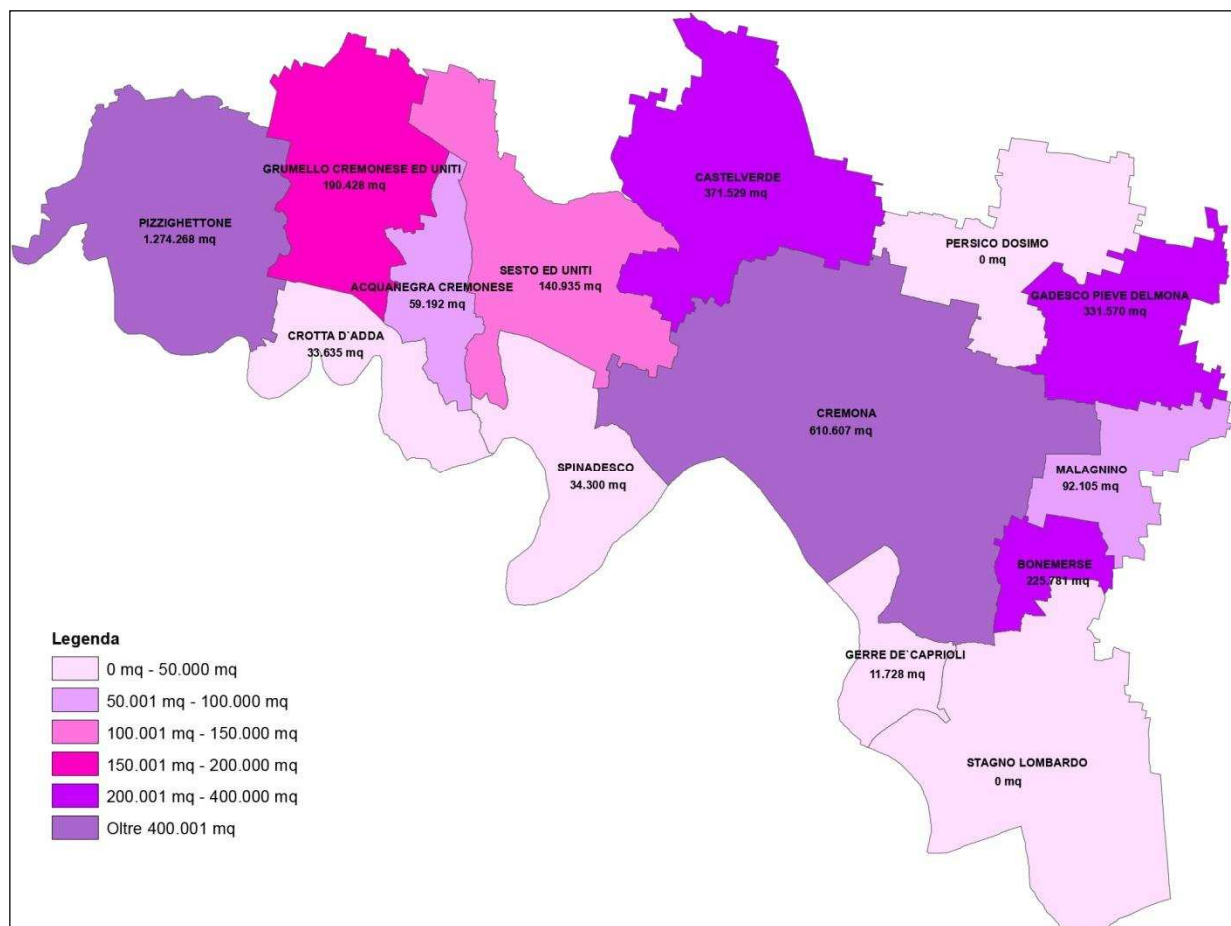 CASTELVERDE
371.529 mq
GRUMELLO CREMONESE ED UNITI
190.428 mq
PIZZIGHETTONE
1.274.268 mq
PERSICO DOSIMO
0 mq
SESTO ED UNITI
140.935 mq
ACQUANEGRA CREMONESE
59.192 mq
GADESCO PIEVE DELMONA
331.570 mq
CROTTA D`ADDA
33.635 mq
CREMONA
610.607 mq
SPINADESCO
34.300 mq
MALAGNINO
92.105 mq
BONEMERSE
225.781 mq
GERRE DE`CAPRIOLI
11.728 mq
STAGNO LOMBARDO
0 mq
Legenda
0 mq - 50.000 mq
50.001 mq - 100.000 mq
100.001 mq - 150.000 mq
150.001 mq - 200.000 mq
200.001 mq - 400.000 mq
Oltre 400.001 mq